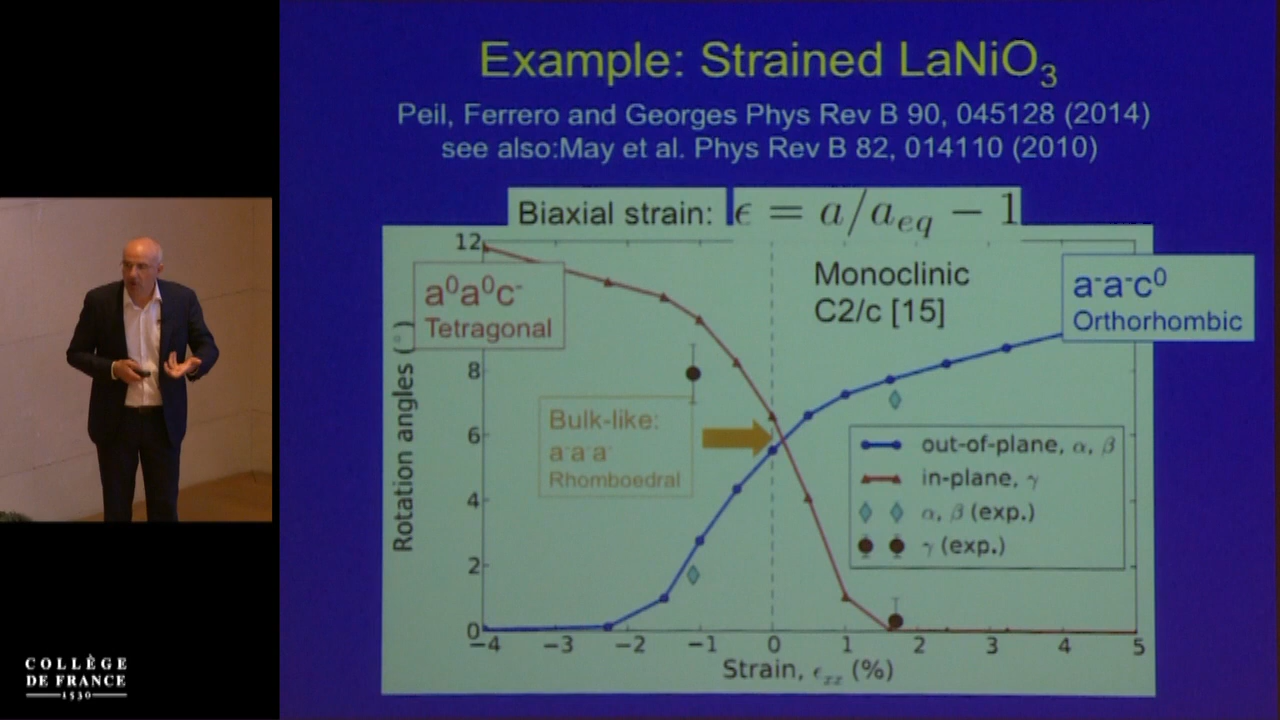 Example: Strained LaNiO₃
Peil, Ferrero and Georges Phys Rev B 90, 045128 (2014)
see also:May et al. Phys Rev B 82, 014110 (2010)
Biaxial strain: ϵ = a/a_eq − 1
12
8
6
4
2
0
Rotation angles (°)
a⁰a⁰c⁻
Tetragonal
Monoclinic
C2/c [15]
a⁻a⁻c⁰
Orthorhombic
Bulk-like:
a⁻a⁻a⁻
Rhomboedral
out-of-plane, α, β
in-plane, γ
α, β (exp.)
γ (exp.)
−4 −3 −2 −1 0 1 2 3 4 5
Strain, ϵ_xx (%)
COLLÈGE
DE FRANCE
1530